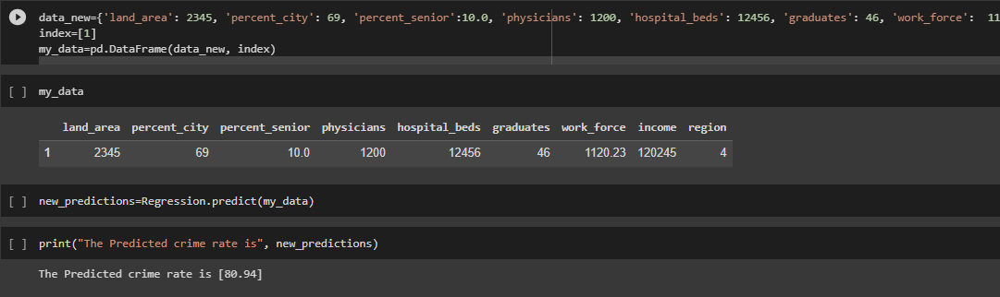 data_new={'land_area': 2345, 'percent_city': 69, 'percent_senior':10.0, 'physicians': 1200, 'hospital_beds': 12456, 'graduates': 46, 'work_force':  11
index=[1]
my_data=pd.DataFrame(data_new, index)
[ ] my_data
land_area percent_city percent_senior physicians hospital_beds graduates work_force income region
1 2345 69 10.0 1200 12456 46 1120.23 120245 4
[ ] new_predictions=Regression.predict(my_data)
[ ] print("The Predicted crime rate is", new_predictions)
The Predicted crime rate is [80.94]